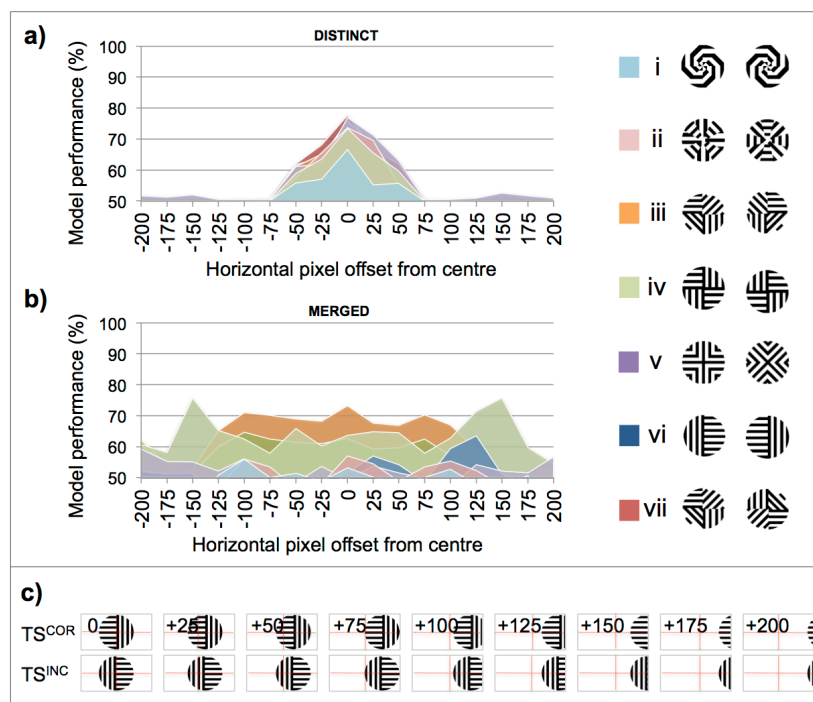 a)
DISTINCT
Model performance (%)
100
90
80
70
60
50
-200
-175
-150
-125
-100
-75
-50
-25
0
25
50
75
100
125
150
175
200
Horizontal pixel offset from centre
b)
MERGED
Model performance (%)
100
90
80
70
60
50
-200
-175
-150
-125
-100
-75
-50
-25
0
25
50
75
100
125
150
175
200
Horizontal pixel offset from centre
i
ii
iii
iv
v
vi
vii
c)
TSCOR 0 +25 +50 +75 +100 +125 +150 +175 +200
TSINC